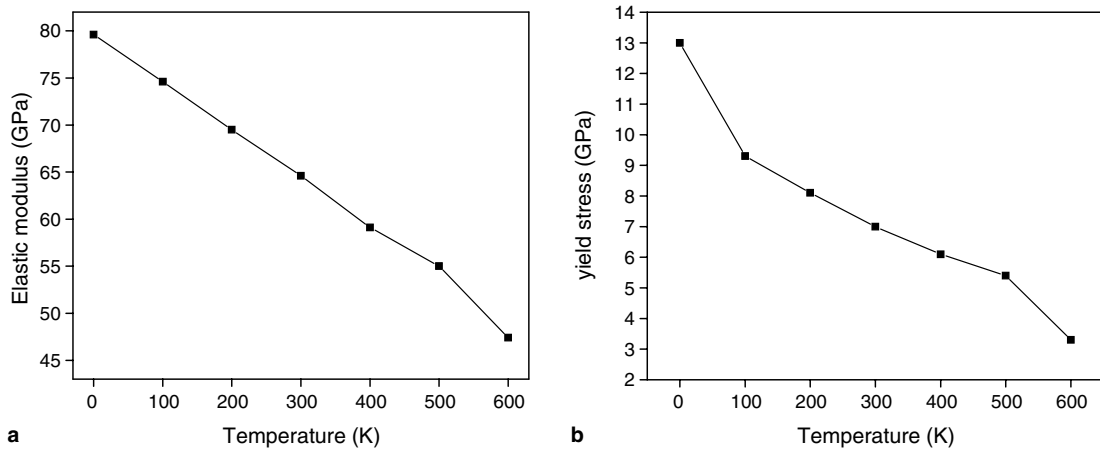 80
75
70
65
60
55
50
45
Elastic modulus (GPa)
0 100 200 300 400 500 600
Temperature (K)
a
14
13
12
11
10
9
8
7
6
5
4
3
2
yield stress (GPa)
0 100 200 300 400 500 600
Temperature (K)
b